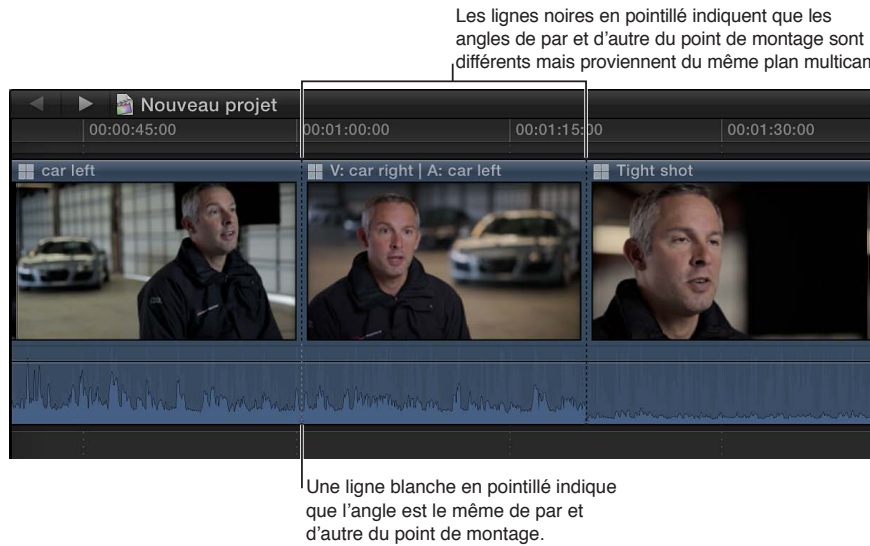 Les lignes noires en pointillé indiquent que les
angles de par et d'autre du point de montage sont
différents mais proviennent du même plan multicam
Nouveau projet
00:00:45:00 00:01:00:00 00:01:15:00 00:01:30:00
car left
V: car right | A: car left
Tight shot
Une ligne blanche en pointillé indique
que l'angle est le même de par et
d'autre du point de montage.